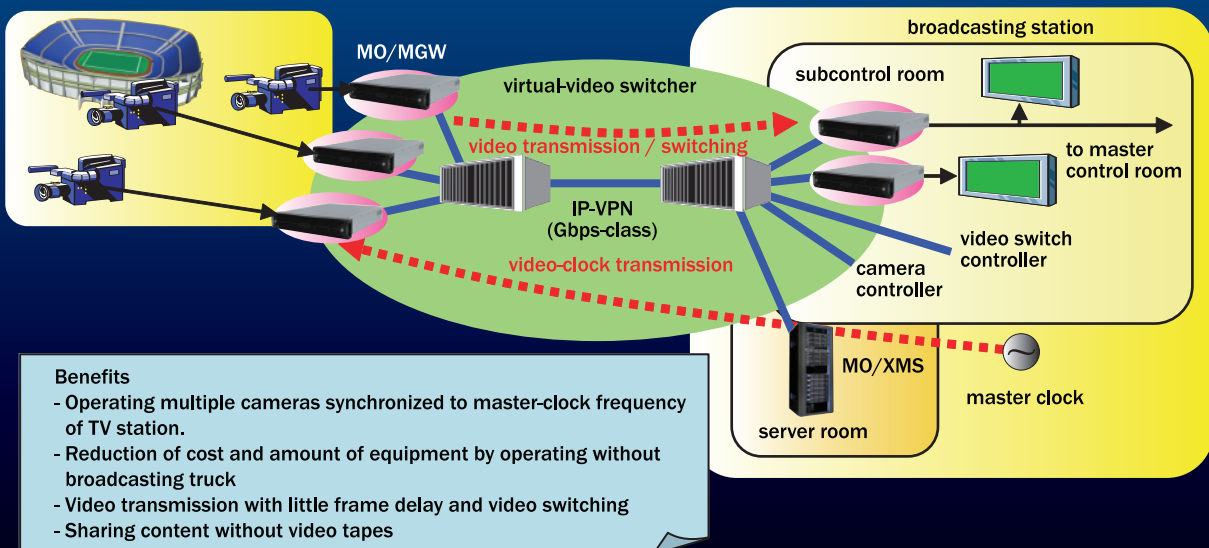 broadcasting station
MO/MGW
subcontrol room
virtual-video switcher
video transmission / switching
to master
control room
IP-VPN
(Gbps-class)
video switch
controller
video-clock transmission
camera
controller
MO/XMS
master clock
server room
Benefits
- Operating multiple cameras synchronized to master-clock frequency
of TV station.
- Reduction of cost and amount of equipment by operating without
broadcasting truck
- Video transmission with little frame delay and video switching
- Sharing content without video tapes